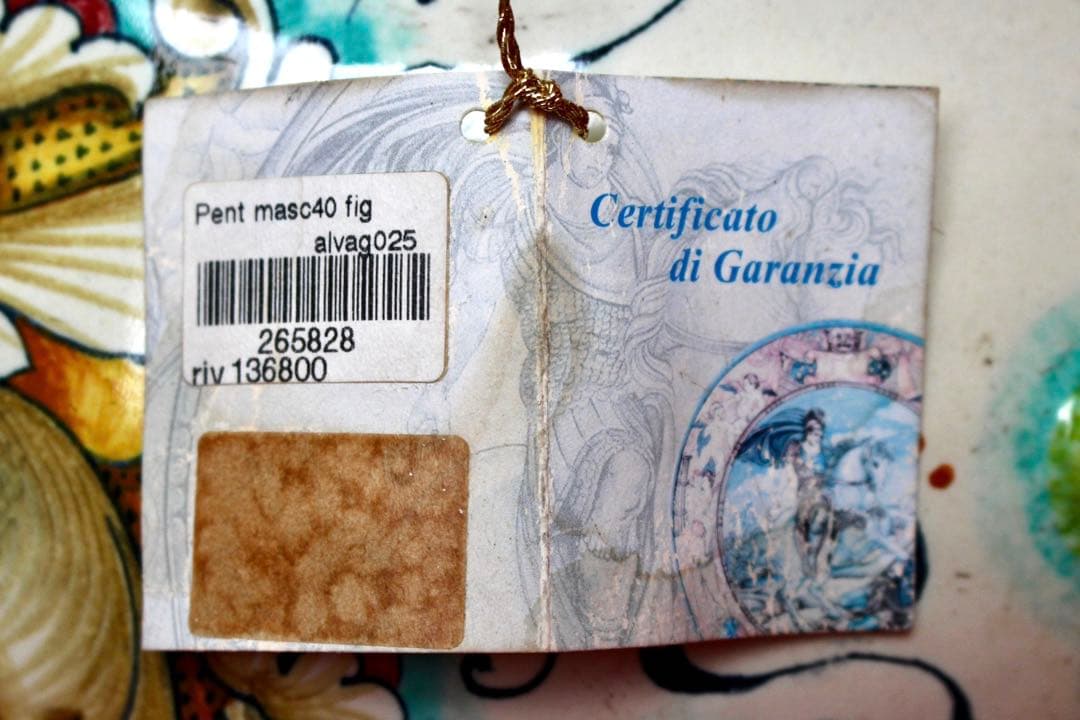 Pent masc40 fig
alvag025
265828
riv 136800
Certificato
di Garanzia